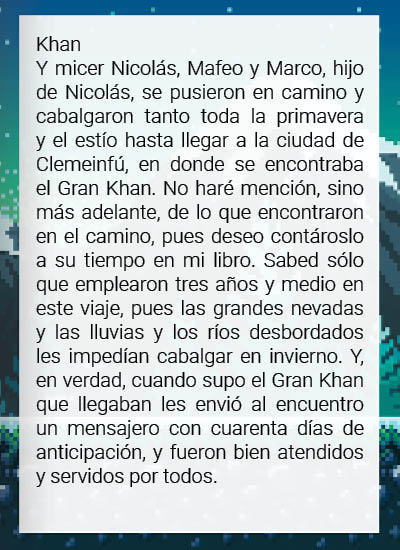 Khan
Y micer Nicolás, Mafeo y Marco, hijo
de Nicolás, se pusieron en camino y
cabalgaron tanto toda la primavera
y el estío hasta llegar a la ciudad de
Clemeinfú, en donde se encontraba
el Gran Khan. No haré mención, sino
más adelante, de lo que encontraron
en el camino, pues deseo contároslo
a su tiempo en mi libro. Sabed sólo
que emplearon tres años y medio en
este viaje, pues las grandes nevadas
y las lluvias y los ríos desbordados
les impedían cabalgar en invierno. Y,
en verdad, cuando supo el Gran Khan
que llegaban les envió al encuentro
un mensajero con cuarenta días de
anticipación, y fueron bien atendidos
y servidos por todos.